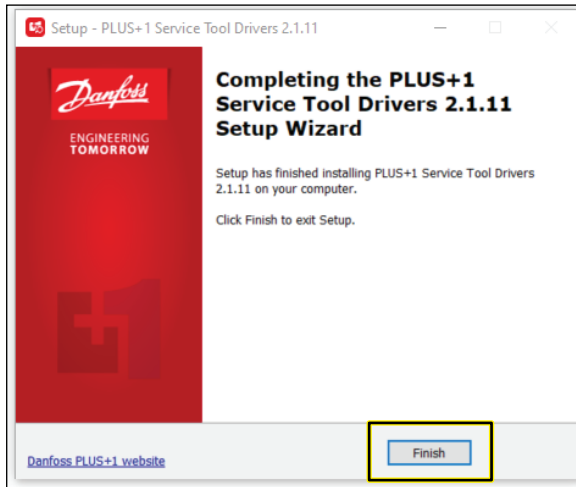 Setup - PLUS+1 Service Tool Drivers 2.1.11
Danfoss
ENGINEERING
TOMORROW
Completing the PLUS+1
Service Tool Drivers 2.1.11
Setup Wizard
Setup has finished installing PLUS+1 Service Tool Drivers
2.1.11 on your computer.
Click Finish to exit Setup.
+1
Danfoss PLUS+1 website
Finish